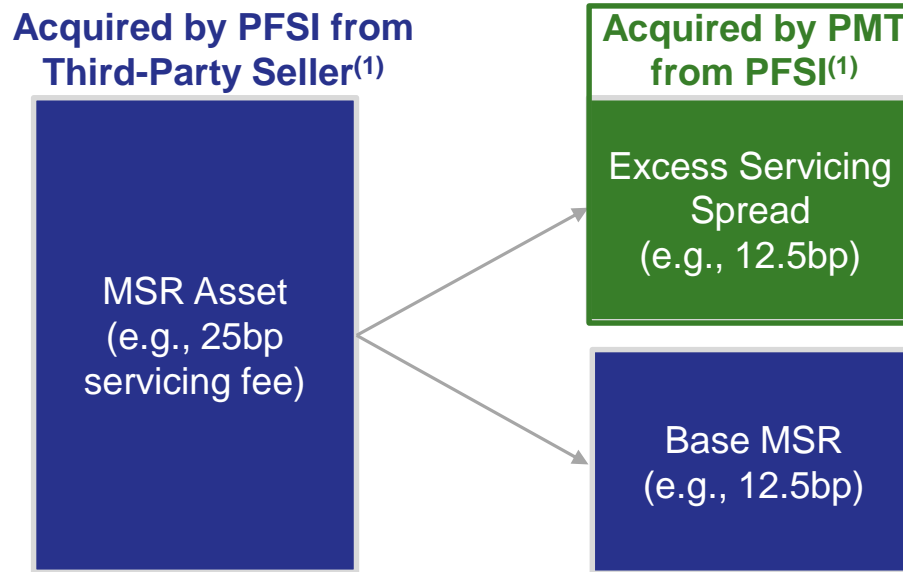 Acquired by PFSI from
Third-Party Seller(1)
MSR Asset
(e.g., 25bp
servicing fee)
Acquired by PMT
from PFSI(1)
Excess Servicing
Spread
(e.g., 12.5bp)
Base MSR
(e.g., 12.5bp)